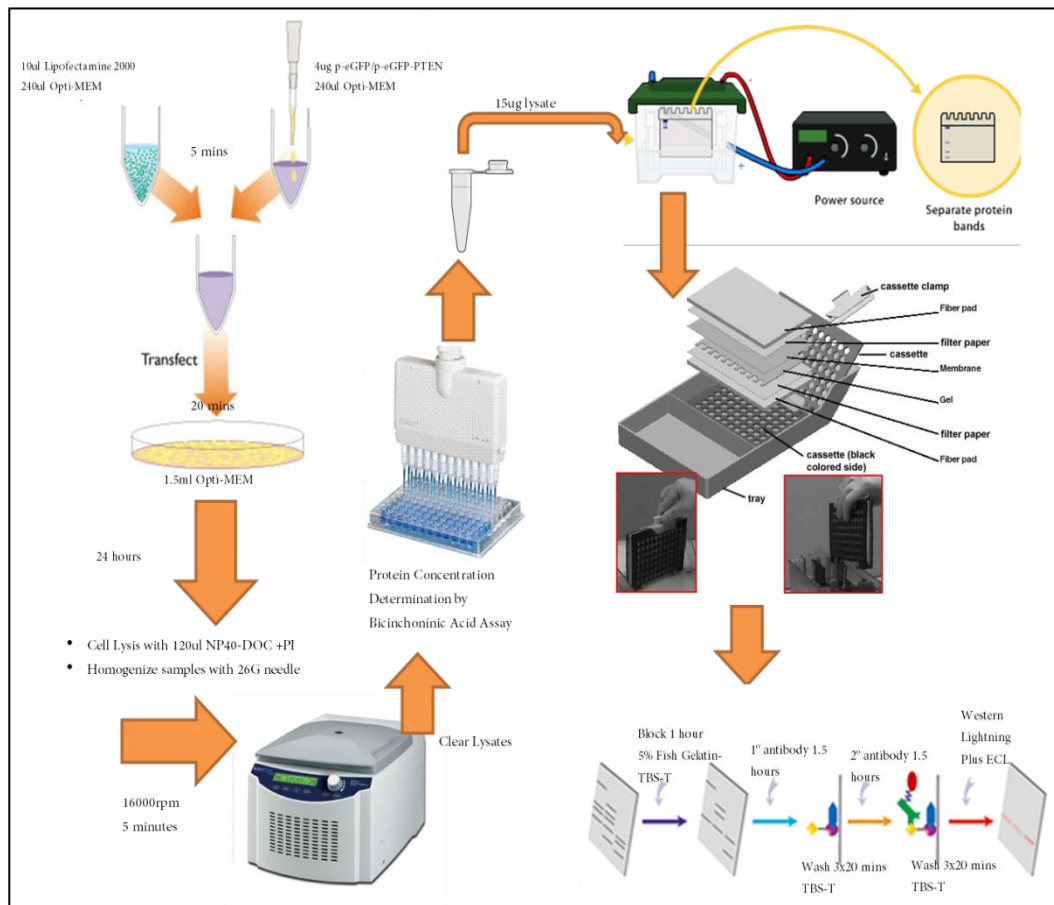 10ul Lipofectamine 2000
240ul Opti-MEM
4ug p-eGFP/p-eGFP-PTEN
240ul Opti-MEM
5 mins
Transfect
20 mins
1.5ml Opti-MEM
24 hours
• Cell Lysis with 120ul NP40-DOC +PI
• Homogenize samples with 26G needle
16000rpm
5 minutes
Clear Lysates
Protein Concentration
Determination by
Bicinchoninic Acid Assay
15ug lysate
-
+
Power source
Separate protein
bands
cassette clamp
Fiber pad
filter paper
cassette
Membrane
Gel
filter paper
Fiber pad
cassette (black
colored side)
tray
Block 1 hour
5% Fish Gelatin-
TBS-T
1° antibody 1.5
hours
2° antibody 1.5
hours
Western
Lightning
Plus ECL
Wash 3x20 mins
TBS-T
Wash 3x20 mins
TBS-T